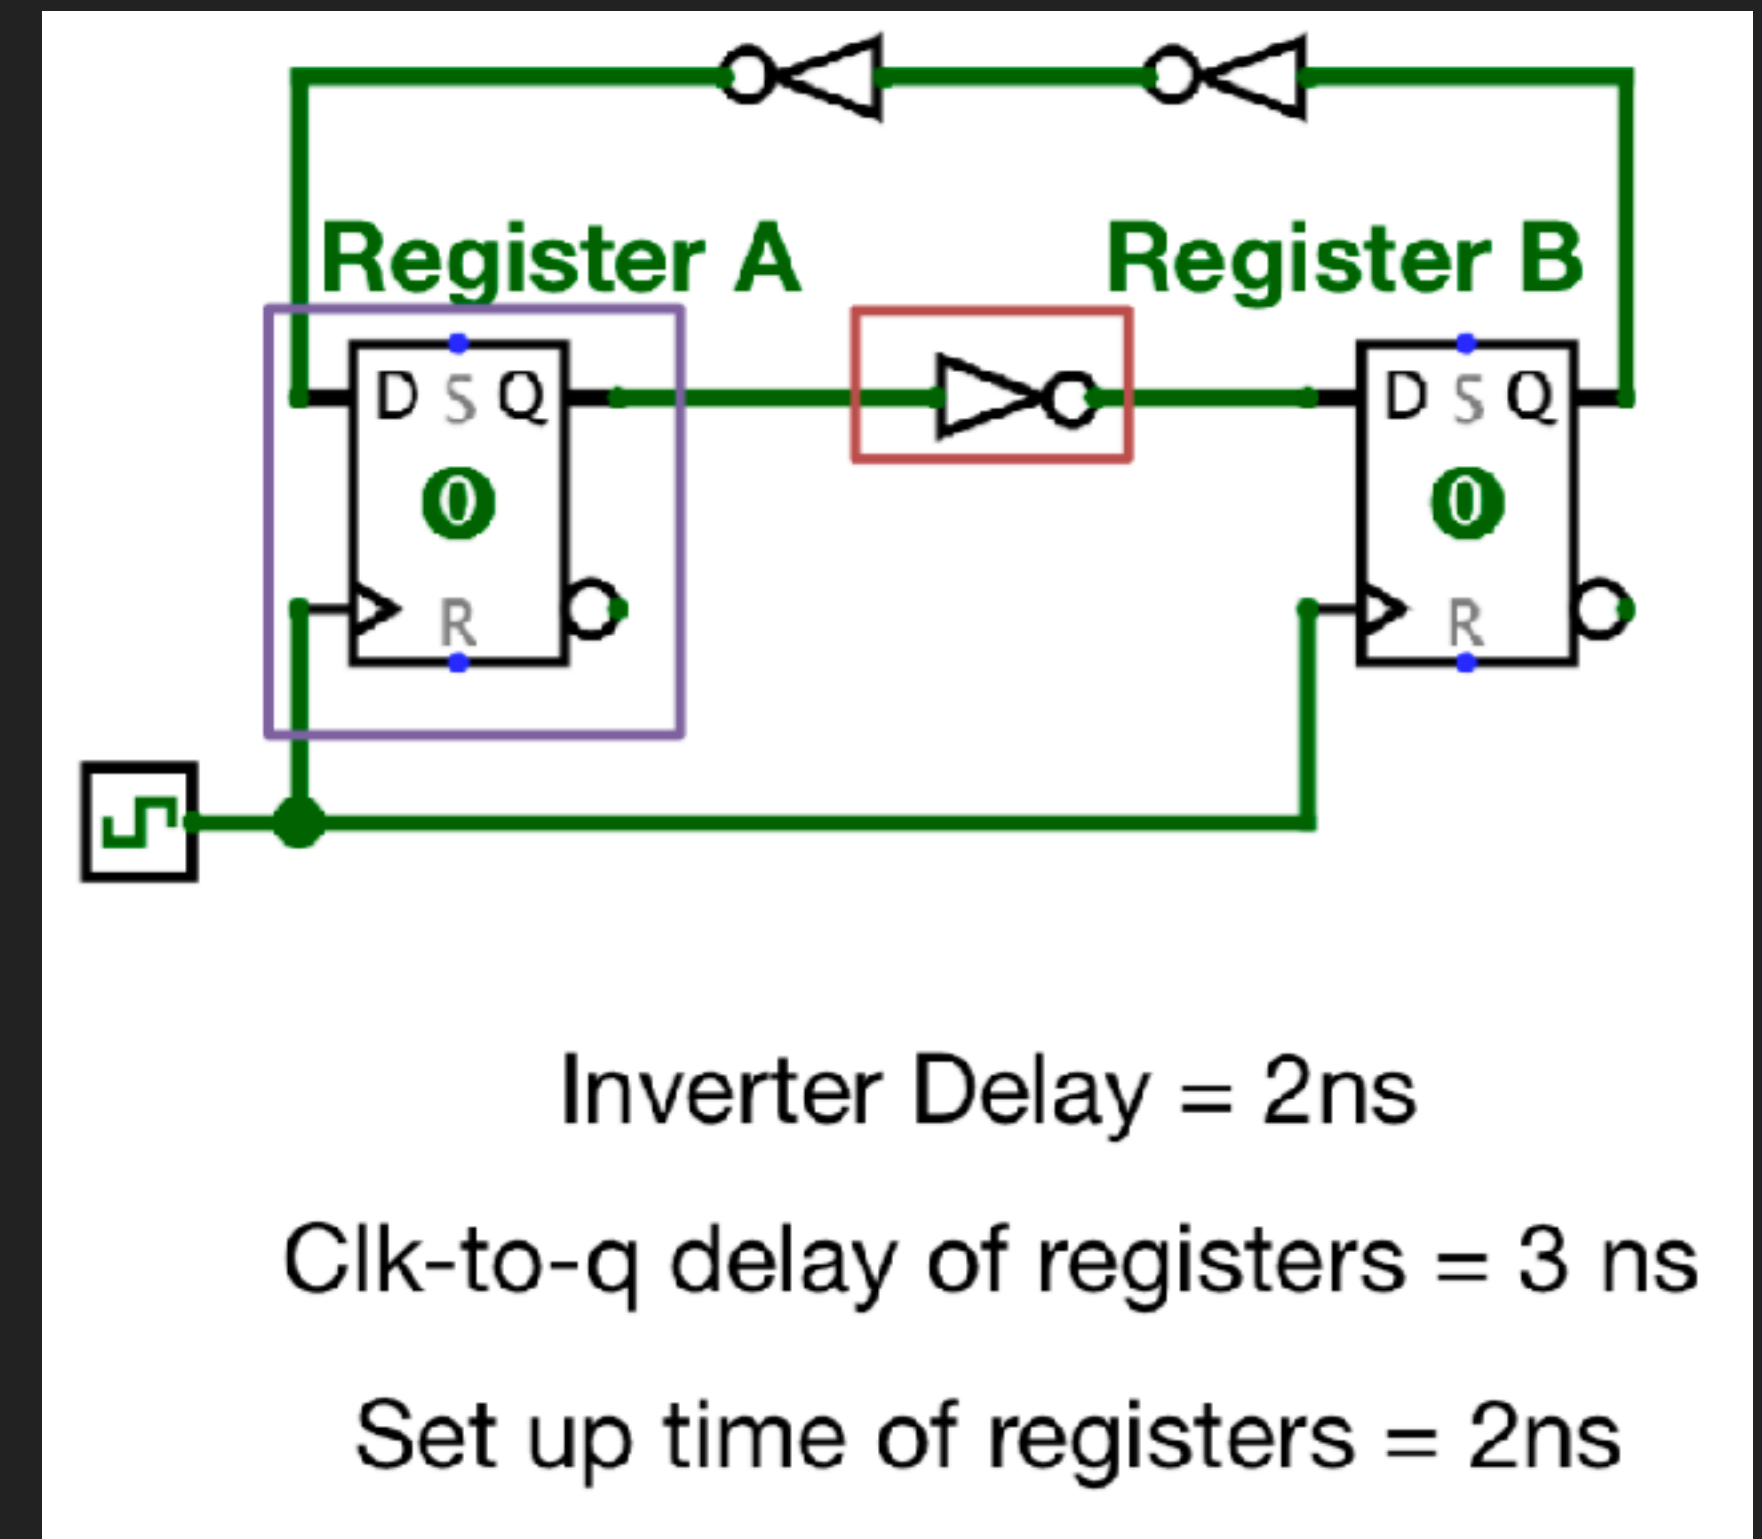 Register A Register B
D S Q D S Q
0 0
R R
Inverter Delay = 2ns
Clk-to-q delay of registers = 3 ns
Set up time of registers = 2ns